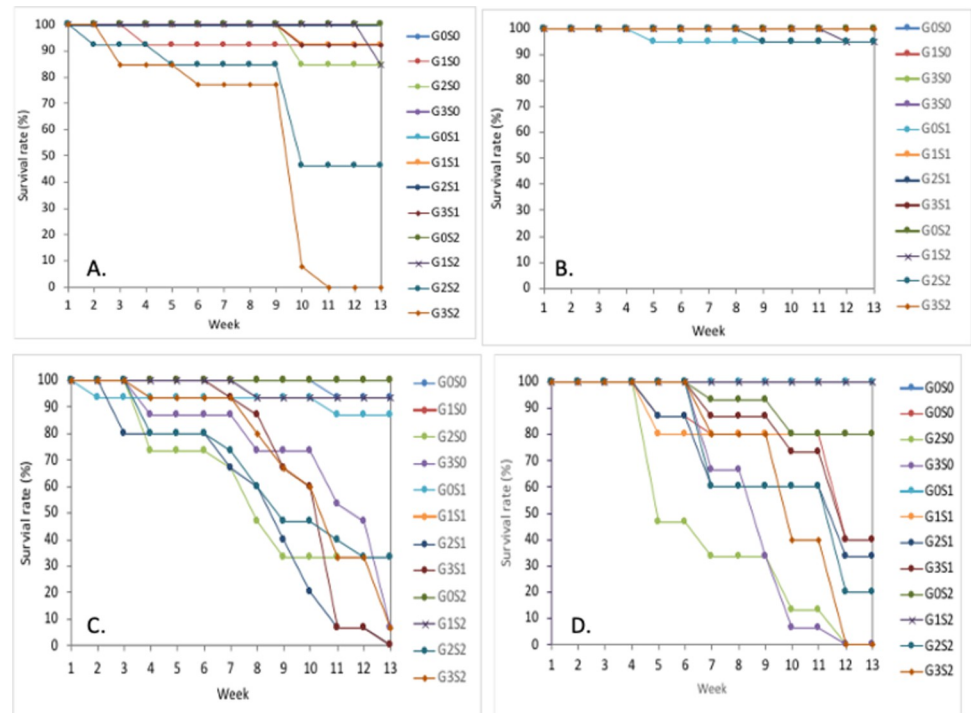 Survival rate (%)
100
90
80
70
60
50
40
30
20
10
0
A.
1 2 3 4 5 6 7 8 9 10 11 12 13
Week
G0S0
G1S0
G2S0
G3S0
G0S1
G1S1
G2S1
G3S1
G0S2
G1S2
G2S2
G3S2
Survival rate (%)
100
90
80
70
60
50
40
30
20
10
0
B.
1 2 3 4 5 6 7 8 9 10 11 12 13
Week
G0S0
G1S0
G3S0
G3S0
G0S1
G1S1
G2S1
G3S1
G0S2
G1S2
G2S2
G3S2
Survial rate (%)
100
90
80
70
60
50
40
30
20
10
0
C.
1 2 3 4 5 6 7 8 9 10 11 12 13
Week
G0S0
G1S0
G2S0
G3S0
G0S1
G1S1
G2S1
G3S1
G0S2
G1S2
G2S2
G3S2
Survival rate (%)
100
90
80
70
60
50
40
30
20
10
0
D.
1 2 3 4 5 6 7 8 9 10 11 12 13
Week
G0S0
G0S0
G2S0
G3S0
G0S1
G1S1
G2S1
G3S1
G0S2
G1S2
G2S2
G3S2